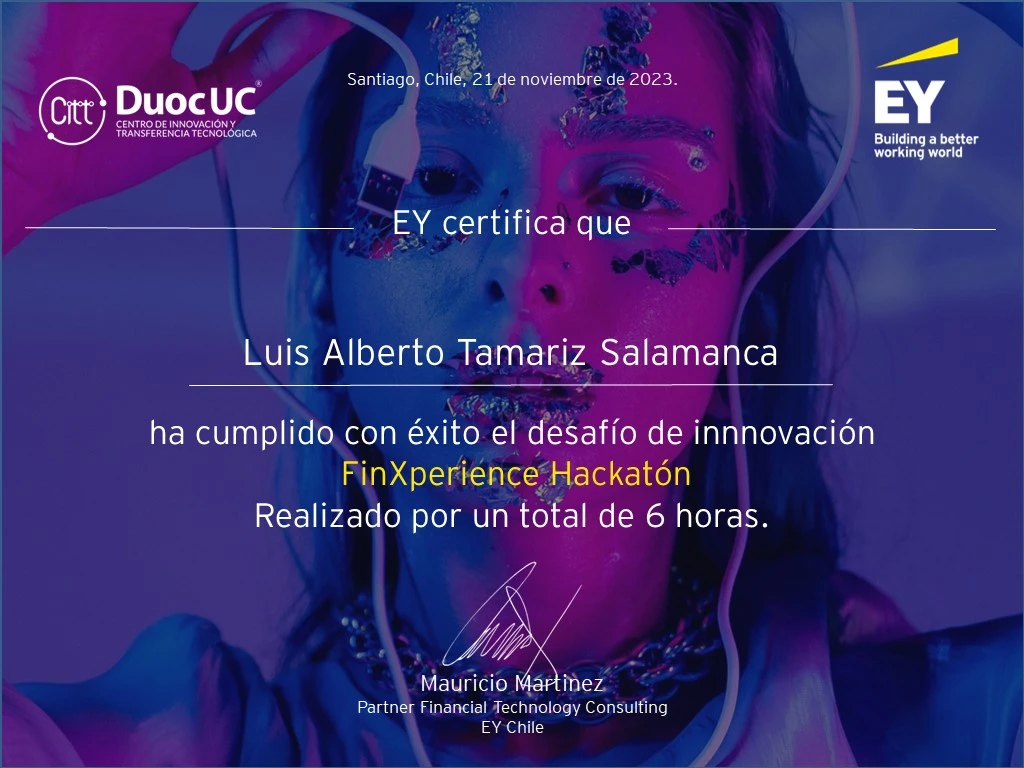 Santiago, Chile, 21 de noviembre de 2023.
Citt
DuocUC®
CENTRO DE INNOVACIÓN Y
TRANSFERENCIA TECNOLÓGICA
EY
Building a better
working world
EY certifica que
Luis Alberto Tamariz Salamanca
ha cumplido con éxito el desafío de innnovación
FinXperience Hackatón
Realizado por un total de 6 horas.
Mauricio Martinez
Partner Financial Technology Consulting
EY Chile